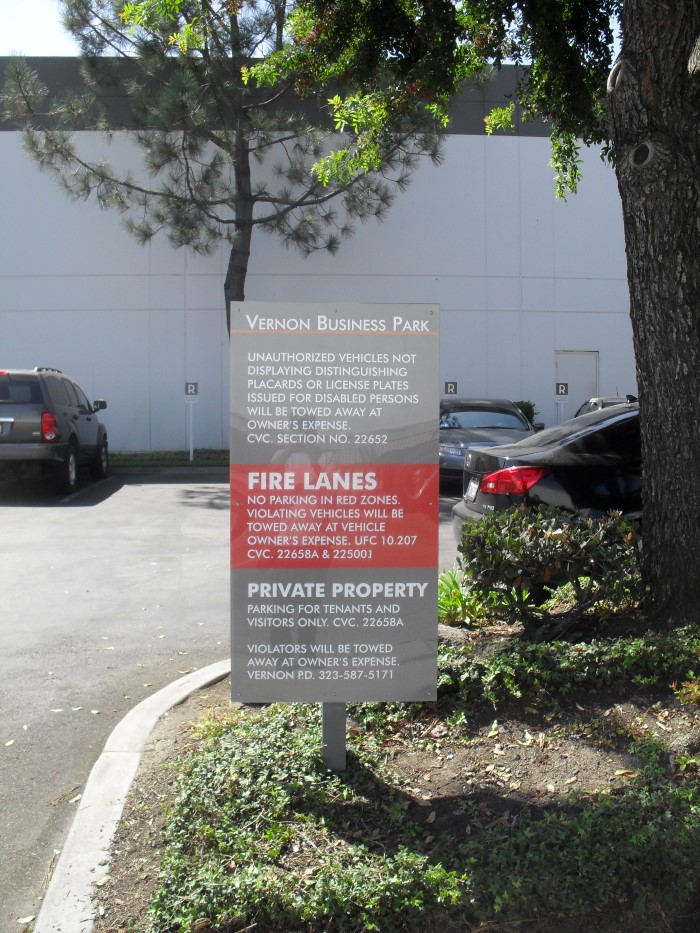 VERNON BUSINESS PARK
UNAUTHORIZED VEHICLES NOT
DISPLAYING DISTINGUISHING
PLACARDS OR LICENSE PLATES
ISSUED FOR DISABLED PERSONS
WILL BE TOWED AWAY AT
OWNER'S EXPENSE.
CVC. SECTION NO. 22652
FIRE LANES
NO PARKING IN RED ZONES.
VIOLATING VEHICLES WILL BE
TOWED AWAY AT VEHICLE
OWNER'S EXPENSE. UFC 10.207
CVC. 22658A & 22500.1
PRIVATE PROPERTY
PARKING FOR TENANTS AND
VISITORS ONLY. CVC. 22658A
VIOLATORS WILL BE TOWED
AWAY AT OWNER'S EXPENSE.
VERNON P.D. 323-587-5171
R
R
R